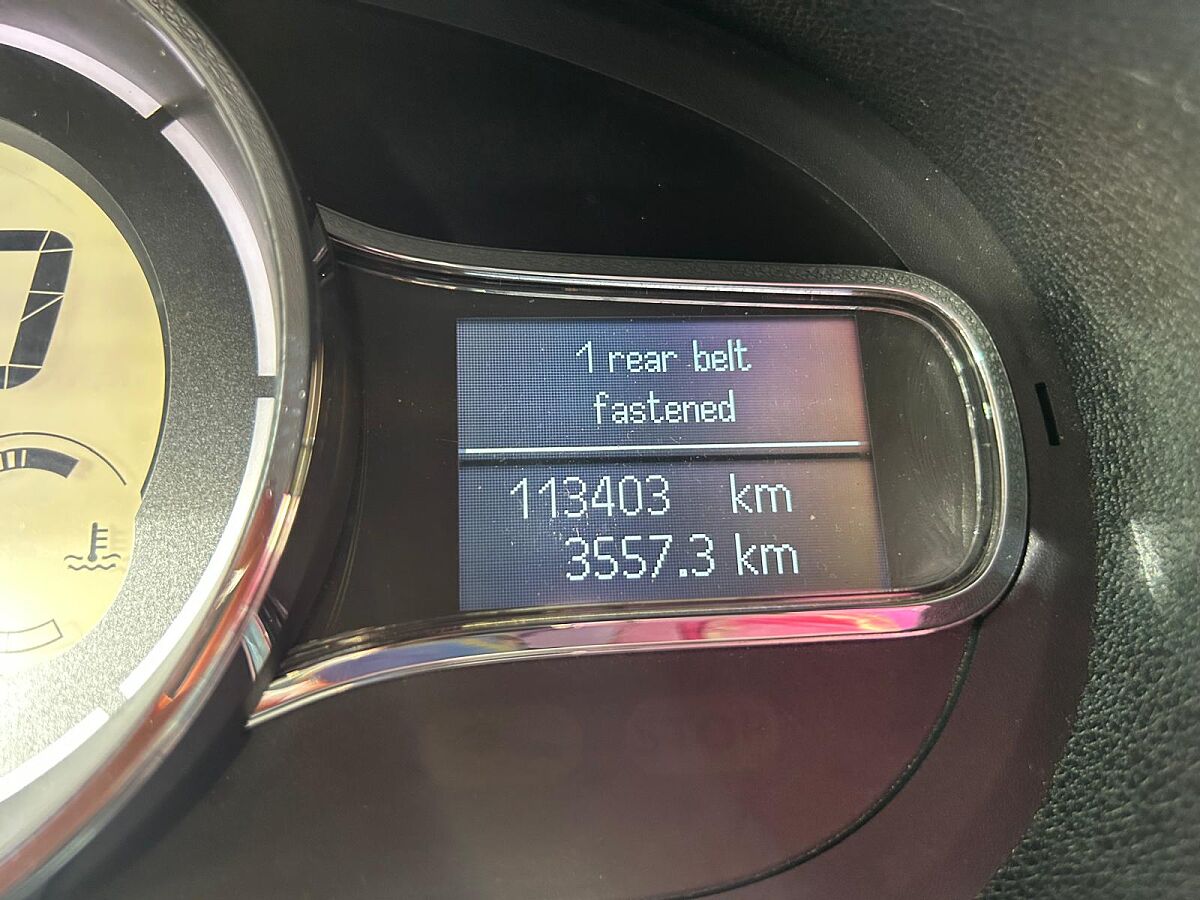 1 rear belt
fastened
113403 km
3557.3 km